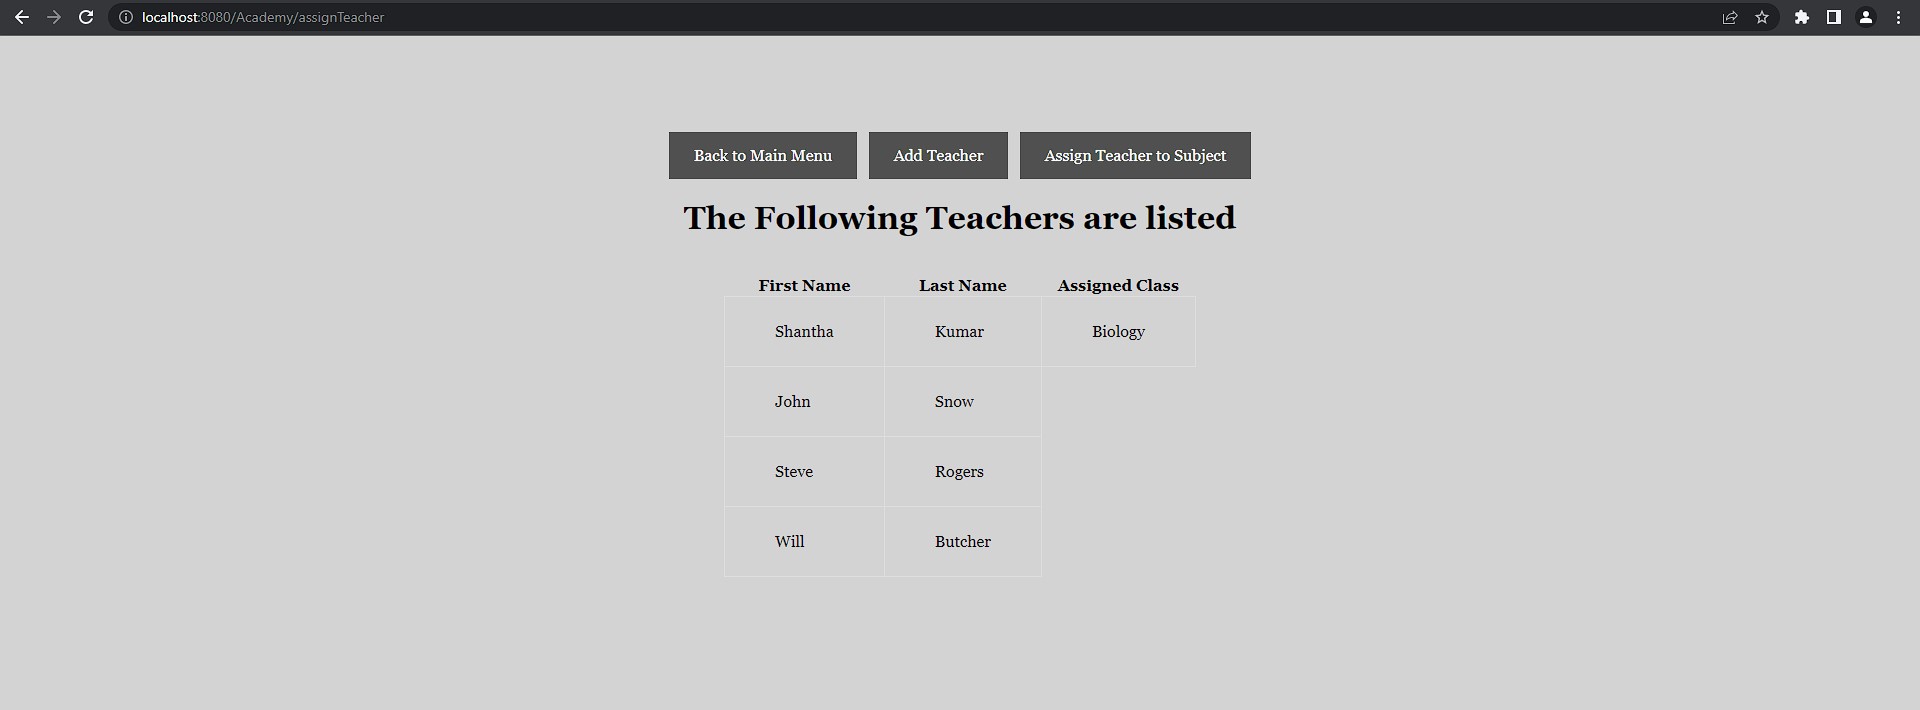 localhost:8080/Academy/assignTeacher
Back to Main Menu Add Teacher Assign Teacher to Subject
The Following Teachers are listed
First Name Last Name Assigned Class
Shantha Kumar Biology
John Snow
Steve Rogers
Will Butcher